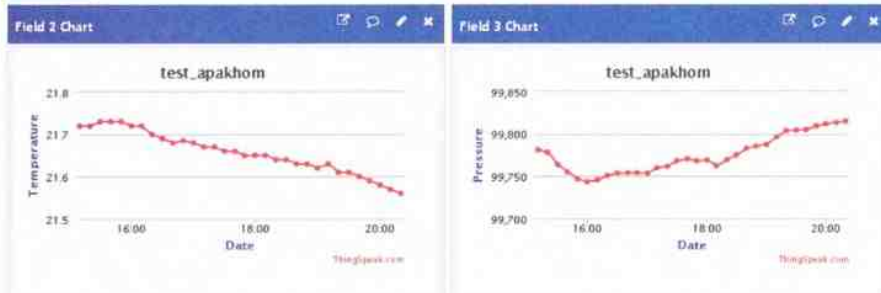 Field 2 Chart
test_apakhom
Temperature
21.8
21.7
21.6
21.5
16:00
18:00
20:00
Date
ThingSpeak.com
Field 3 Chart
test_apakhom
Pressure
99,850
99,800
99,750
99,700
16:00
18:00
20:00
Date
ThingSpeak.com